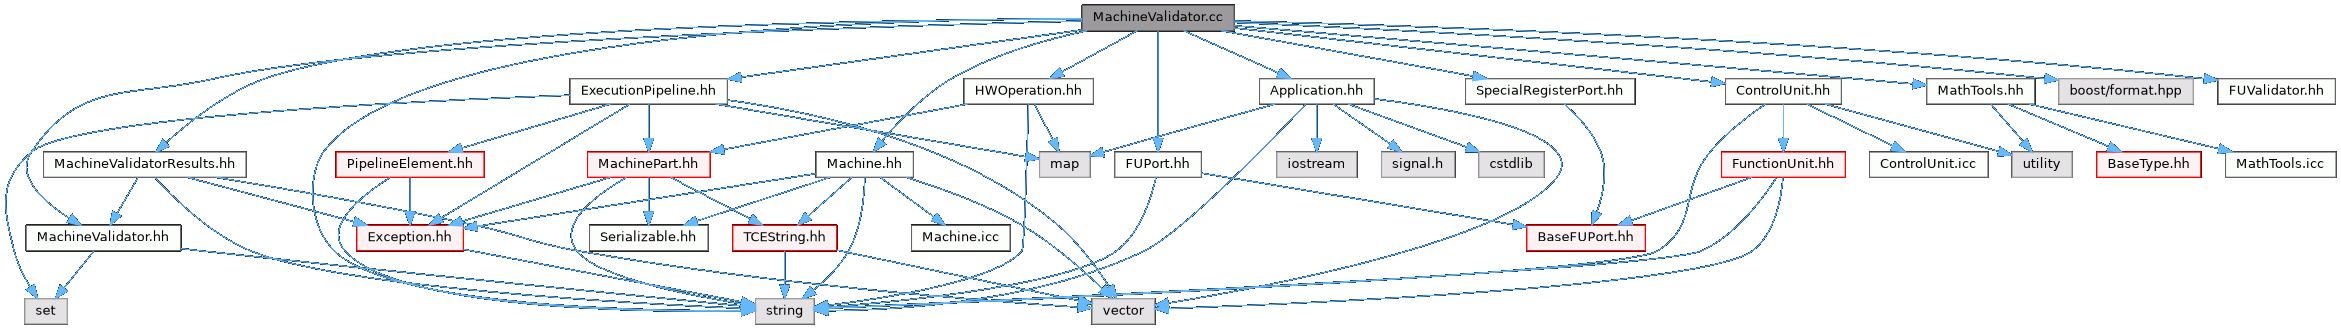 MachineValidator.cc
ExecutionPipeline.hh
HWOperation.hh
Application.hh
SpecialRegisterPort.hh
ControlUnit.hh
MathTools.hh
boost/format.hpp
FUValidator.hh
MachineValidatorResults.hh
PipelineElement.hh
MachinePart.hh
Machine.hh
map
FUPort.hh
iostream
signal.h
cstdlib
FunctionUnit.hh
ControlUnit.icc
utility
BaseType.hh
MathTools.icc
MachineValidator.hh
Exception.hh
Serializable.hh
TCEString.hh
Machine.icc
BaseFUPort.hh
set
string
vector